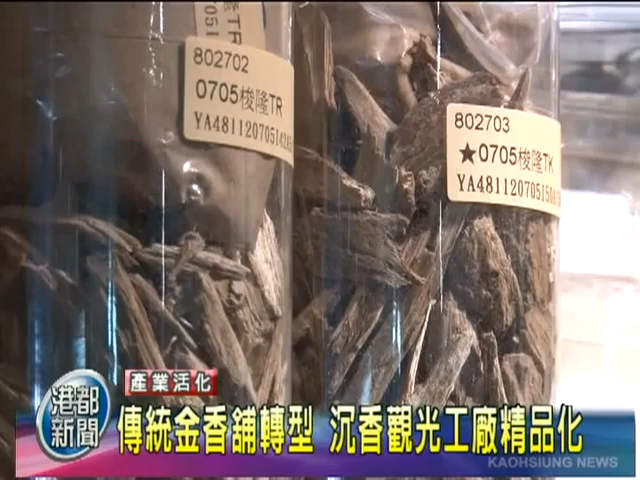 802702
0705梭隆TR
802703
★0705梭隆TK
產業活化
港都
新聞
傳統金香舖轉型 沉香觀光工廠精品化
KAOHSIUNG NEWS